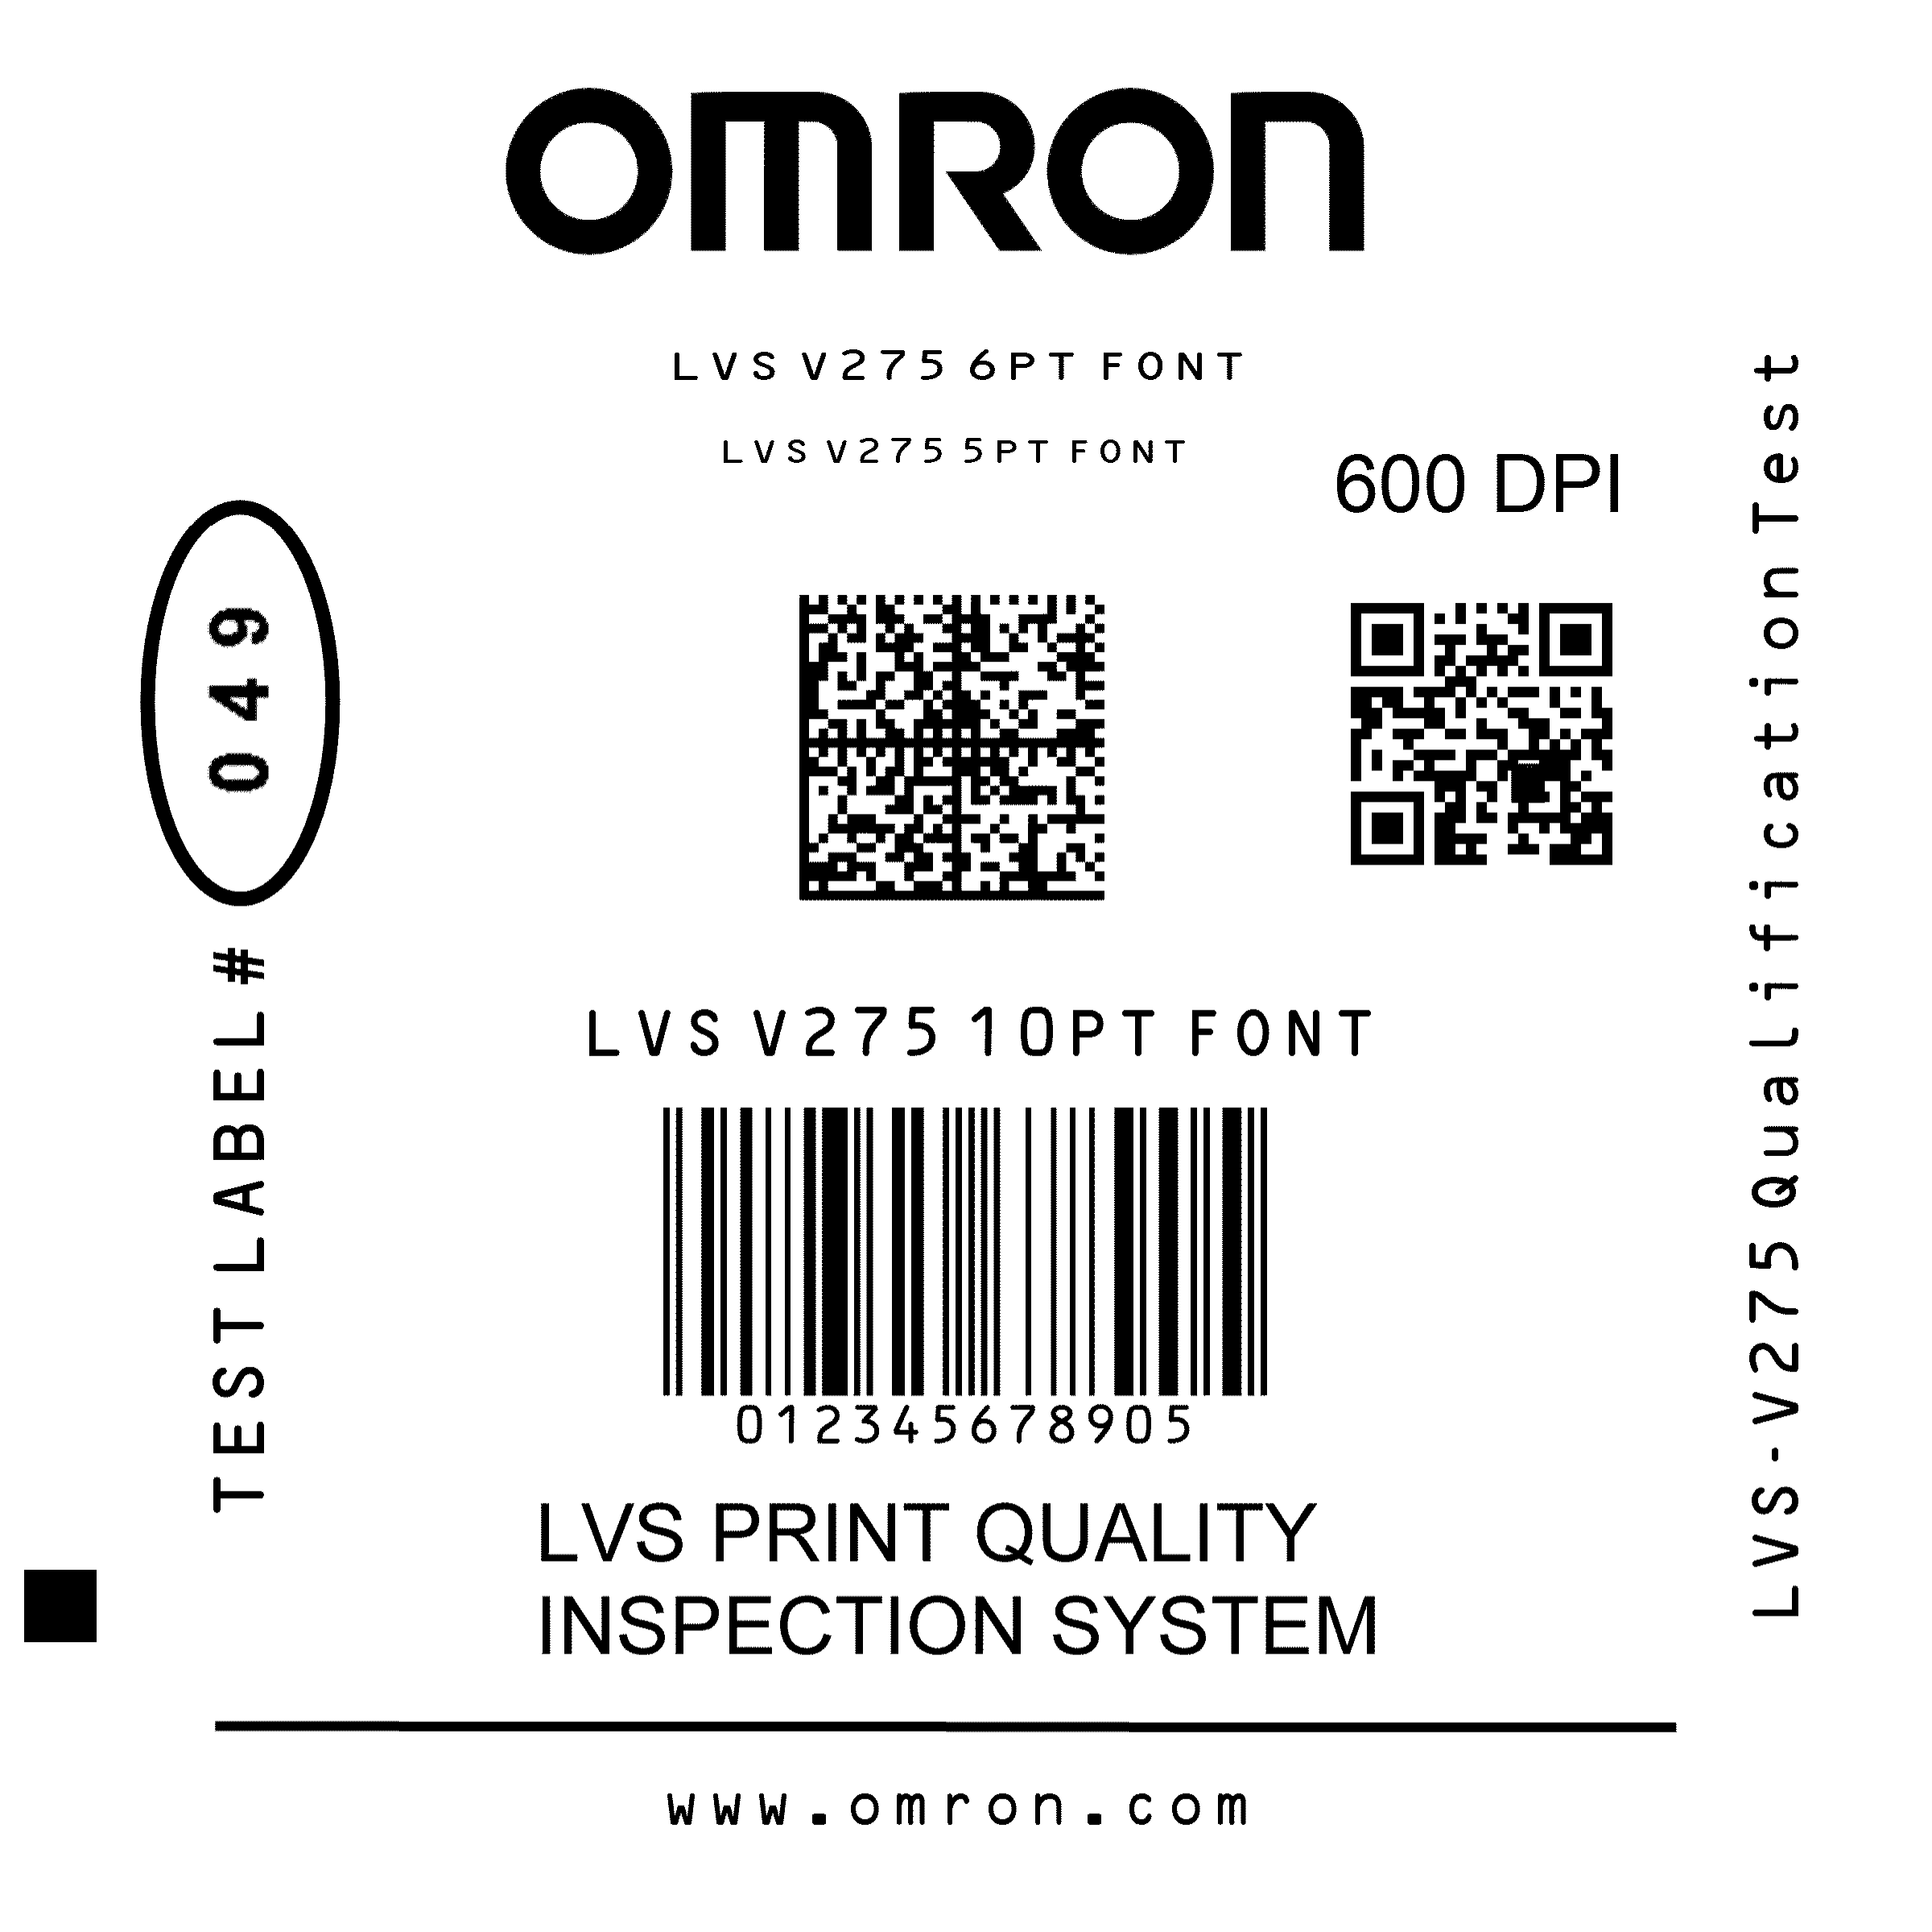 OMRON
LVS V275 6PT FONT
LVS V275 5PT FONT
600 DPI
TEST LABEL # 049
LVS-V275 Qualification Test
LVS V275 10PT FONT
012345678905
LVS PRINT QUALITY
INSPECTION SYSTEM
www.omron.com